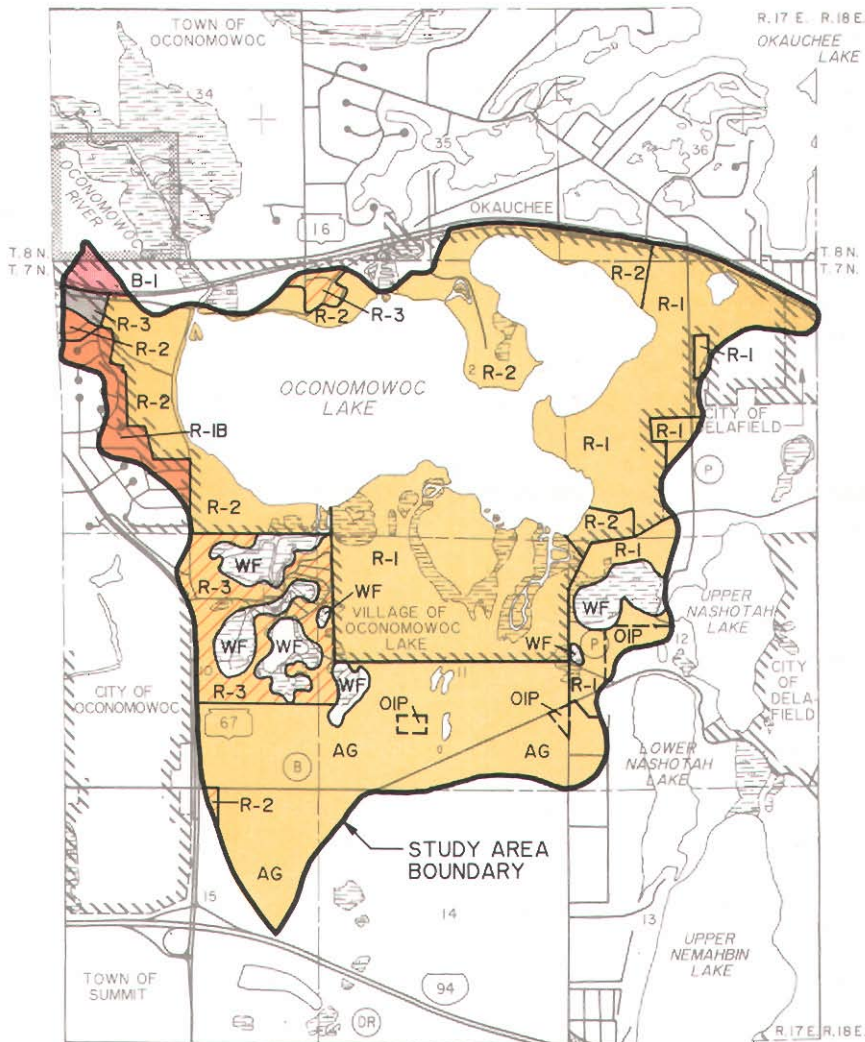 TOWN OF
OCONOMOWOC
R.17 E. R.18 E.
OKAUCHEE
LAKE
34
35
36
OCONOMOWOC
RIVER
16
OKAUCHEE
T. 8 N.
T. 7 N.
T. 8 N.
T. 7 N.
B-1
R-2
R-1
R-3
R-2
R-3
R-2
R-1
2
R-2
OCONOMOWOC
LAKE
R-2
CITY OF
DELAFIELD
R-1B
R-1
R-1
P
R-2
R-2
R-1
R-1
WF
R-3
WF
VILLAGE OF
OCONOMOWOC
LAKE
WF
UPPER
NASHOTAH
LAKE
WF
WF
WF
OIP
12
P
10
WF
11
R-3
CITY OF
OCONOMOWOC
OIP
OIP
R-1
CITY
OF
DELA-
FIELD
67
AG
AG
LOWER
NASHOTAH
LAKE
B
R-2
STUDY AREA
BOUNDARY
AG
15
14
13
UPPER
NEMAHBIN
LAKE
TOWN OF
SUMMIT
94
DR
R.17 E. R.18 E.